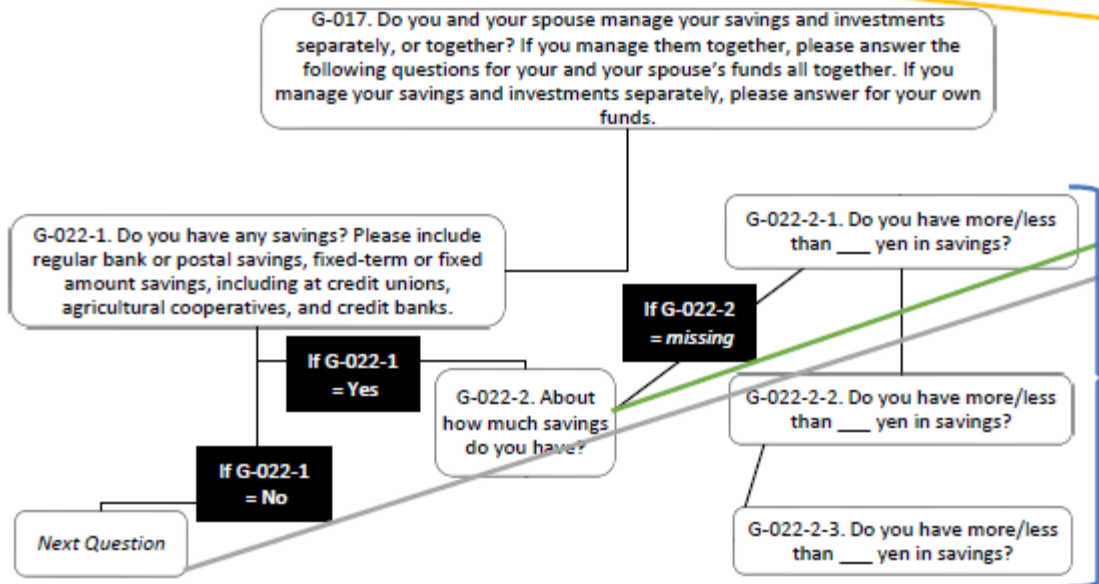 G-017. Do you and your spouse manage your savings and investments
separately, or together? If you manage them together, please answer the
following questions for your and your spouse’s funds all together. If you
manage your savings and investments separately, please answer for your own
funds.
G-022-1. Do you have any savings? Please include
regular bank or postal savings, fixed-term or fixed
amount savings, including at credit unions,
agricultural cooperatives, and credit banks.
G-022-2-1. Do you have more/less
than ___ yen in savings?
If G-022-2
= missing
If G-022-1
= Yes
G-022-2. About
how much savings
do you have?
G-022-2-2. Do you have more/less
than ___ yen in savings?
If G-022-1
= No
Next Question
G-022-2-3. Do you have more/less
than ___ yen in savings?